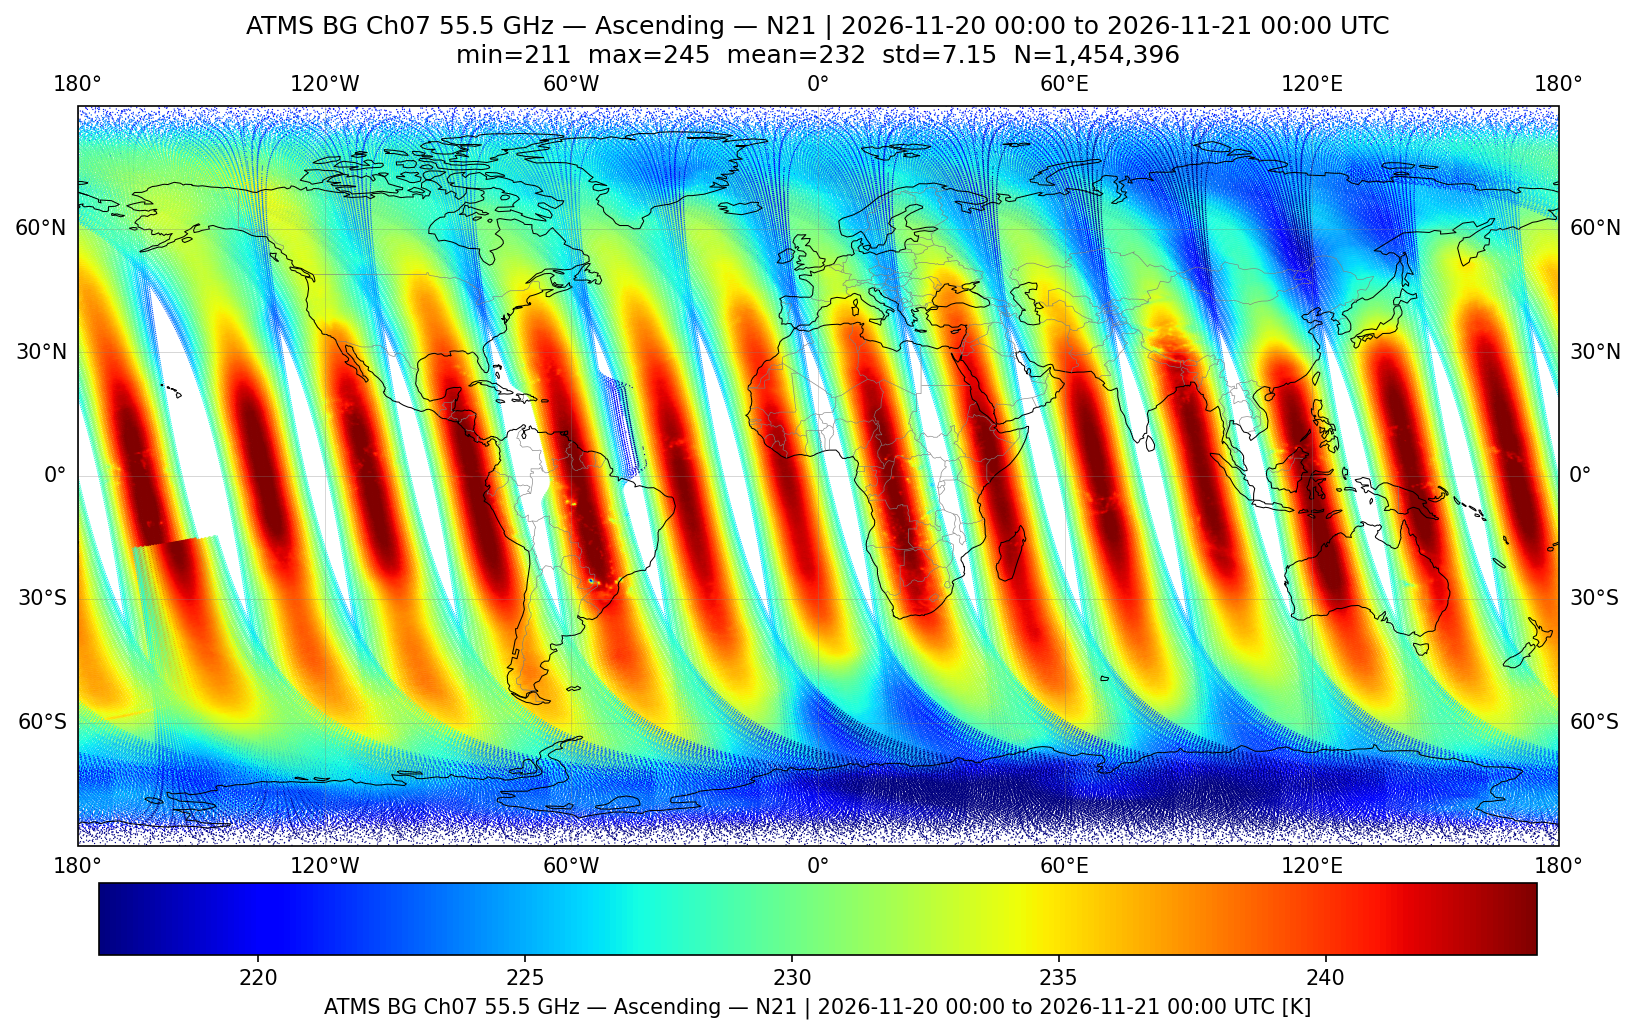 ATMS BG Ch07 55.5 GHz — Ascending — N21 | 2026-11-20 00:00 to 2026-11-21 00:00 UTC
min=211 max=245 mean=232 std=7.15 N=1,454,396
180° 120°W 60°W 0° 60°E 120°E 180°
60°N 60°N
30°N 30°N
0° 0°
30°S 30°S
60°S 60°S
180° 120°W 60°W 0° 60°E 120°E 180°
220 225 230 235 240
ATMS BG Ch07 55.5 GHz — Ascending — N21 | 2026-11-20 00:00 to 2026-11-21 00:00 UTC [K]